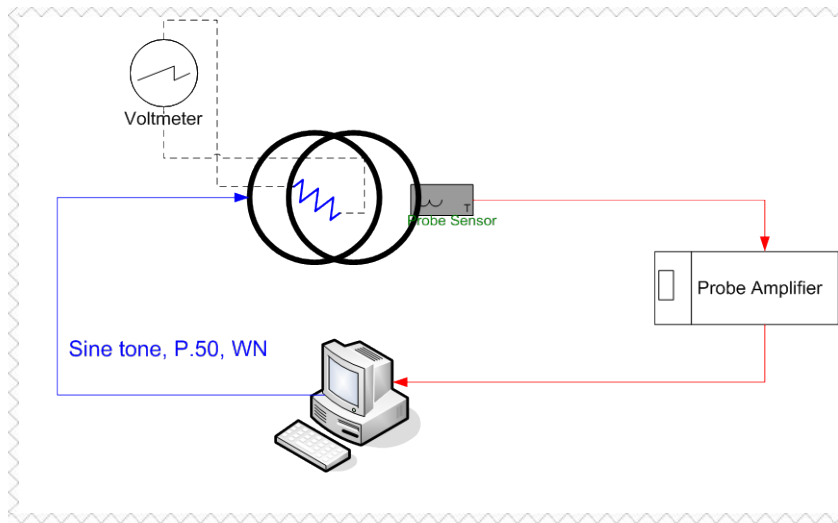 Voltmeter
T
Probe Sensor
Probe Amplifier
Sine tone, P.50, WN